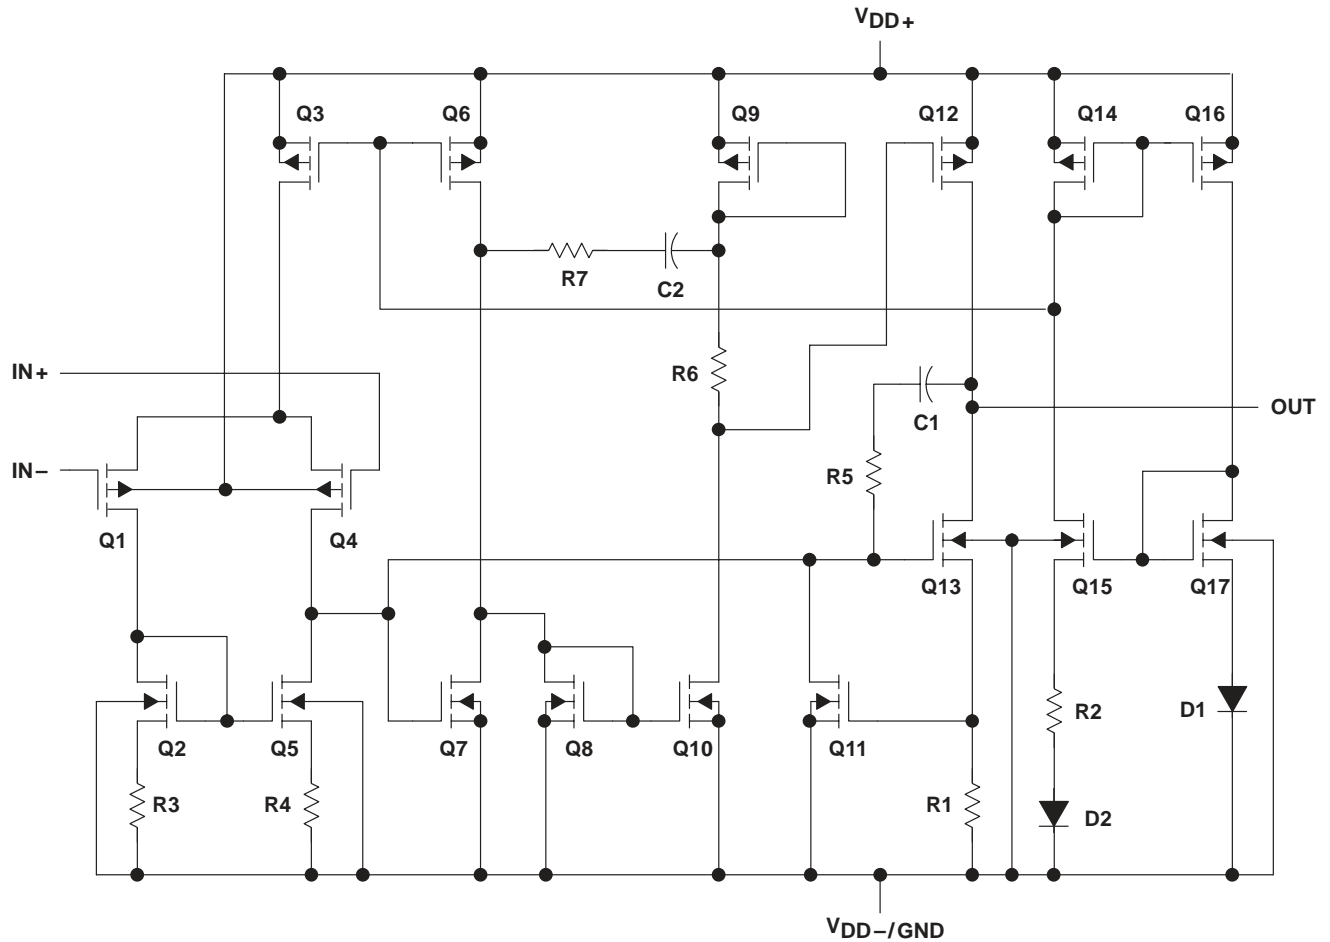 VDD+
Q3
Q6
Q9
Q12
Q14
Q16
R7
C2
IN+
R6
OUT
C1
IN−
R5
Q1
Q4
Q13
Q15
Q17
R2
D1
Q2
Q5
Q7
Q8
Q10
Q11
R3
R4
R1
D2
VDD−/GND